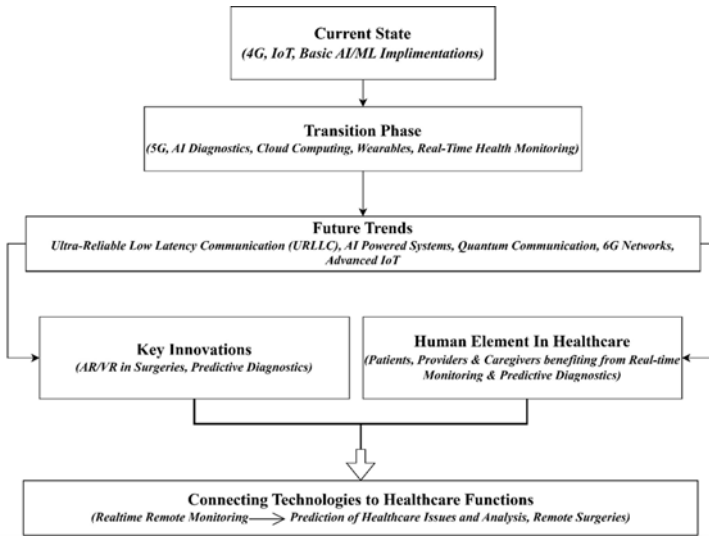 Current State
(4G, IoT, Basic AI/ML Implimentations)
Transition Phase
(5G, AI Diagnostics, Cloud Computing, Wearables, Real-Time Health Monitoring)
Future Trends
Ultra-Reliable Low Latency Communication (URLLC), AI Powered Systems, Quantum Communication, 6G Networks,
Advanced IoT
Key Innovations
(AR/VR in Surgeries, Predictive Diagnostics)
Human Element In Healthcare
(Patients, Providers & Caregivers benefiting from Real-time
Monitoring & Predictive Diagnostics)
Connecting Technologies to Healthcare Functions
(Realtime Remote Monitoring ⟶ Prediction of Healthcare Issues and Analysis, Remote Surgeries)